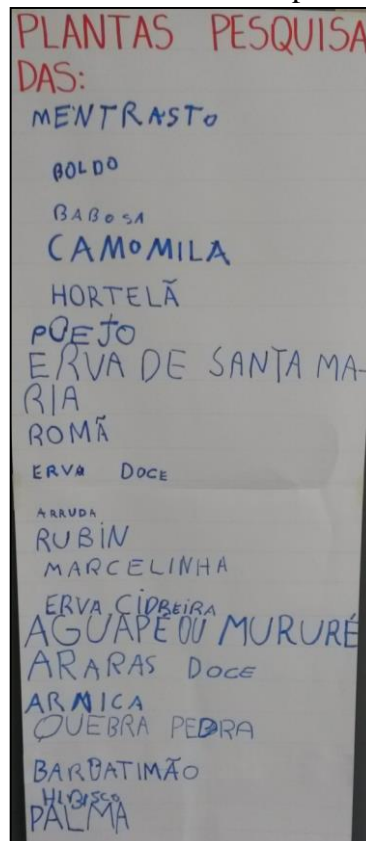 PLANTAS PESQUISA
DAS:
MENTRASTO
BOLDO
BABOSA
CAMOMILA
HORTELÃ
POEJO
ERVA DE SANTA MA-
RIA
ROMÃ
ERVA DOCE
ARRUDA
RUBIN
MARCELINHA
ERVA CIDREIRA
AGUAPÉ OU MURURÉ
ARARAS DOCE
ARNICA
QUEBRA PEDRA
BARBATIMÃO
HIBISCO
PALMA